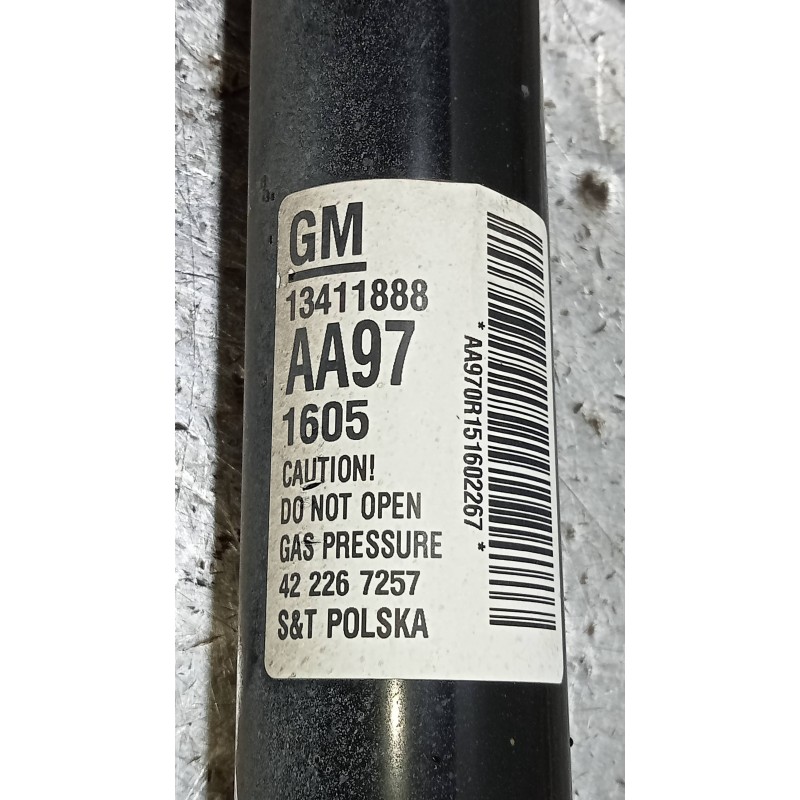 GM
13411888
AA97
1605
CAUTION!
DO NOT OPEN
GAS PRESSURE
42 226 7257
S&T POLSKA
* AA970R151602267 *